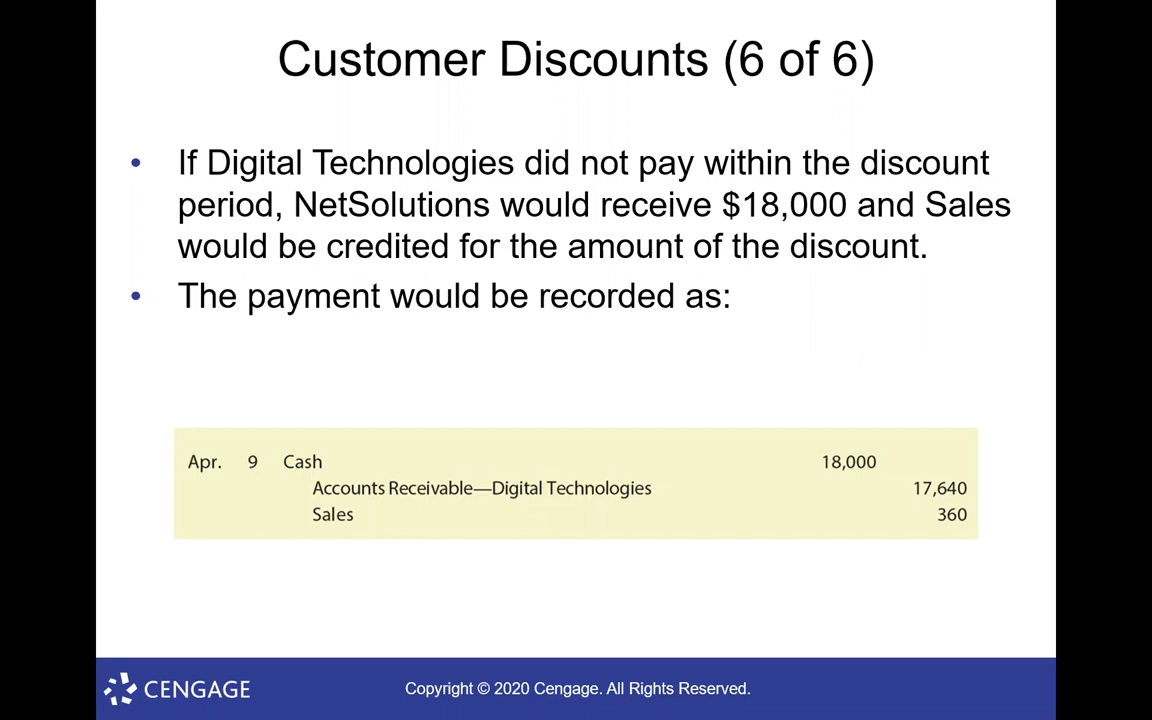 Customer Discounts (6 of 6)
• If Digital Technologies did not pay within the discount
period, NetSolutions would receive $18,000 and Sales
would be credited for the amount of the discount.
• The payment would be recorded as:
Apr. 9 Cash 18,000
Accounts Receivable—Digital Technologies 17,640
Sales 360
CENGAGE Copyright © 2020 Cengage. All Rights Reserved.